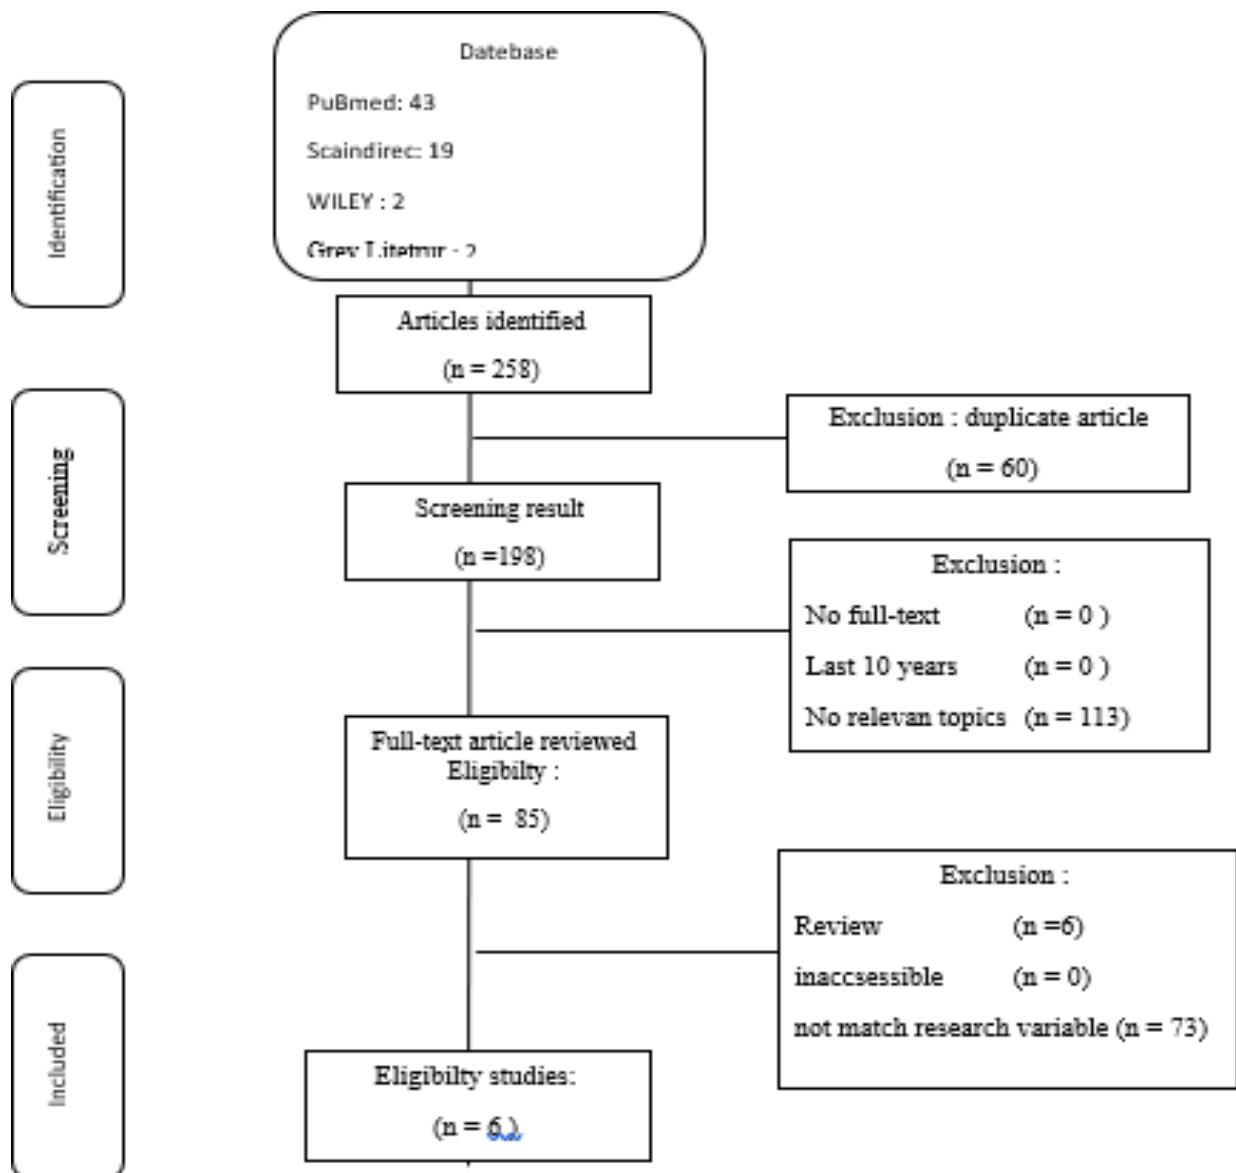 Datebase
PuBmed: 43
Scaindirec: 19
WILEY : 2
Identification
Articles identified
(n = 258)
Exclusion : duplicate article
(n = 60)
Screening
Screening result
(n =198)
Exclusion :
No full-text (n = 0 )
Last 10 years (n = 0 )
No relevan topics (n = 113)
Eligibility
Full-text article reviewed
Eligibilty :
(n = 85)
Exclusion :
Review (n =6)
inaccsessible (n = 0)
not match research variable (n = 73)
Included
Eligibilty studies:
(n = 6 )